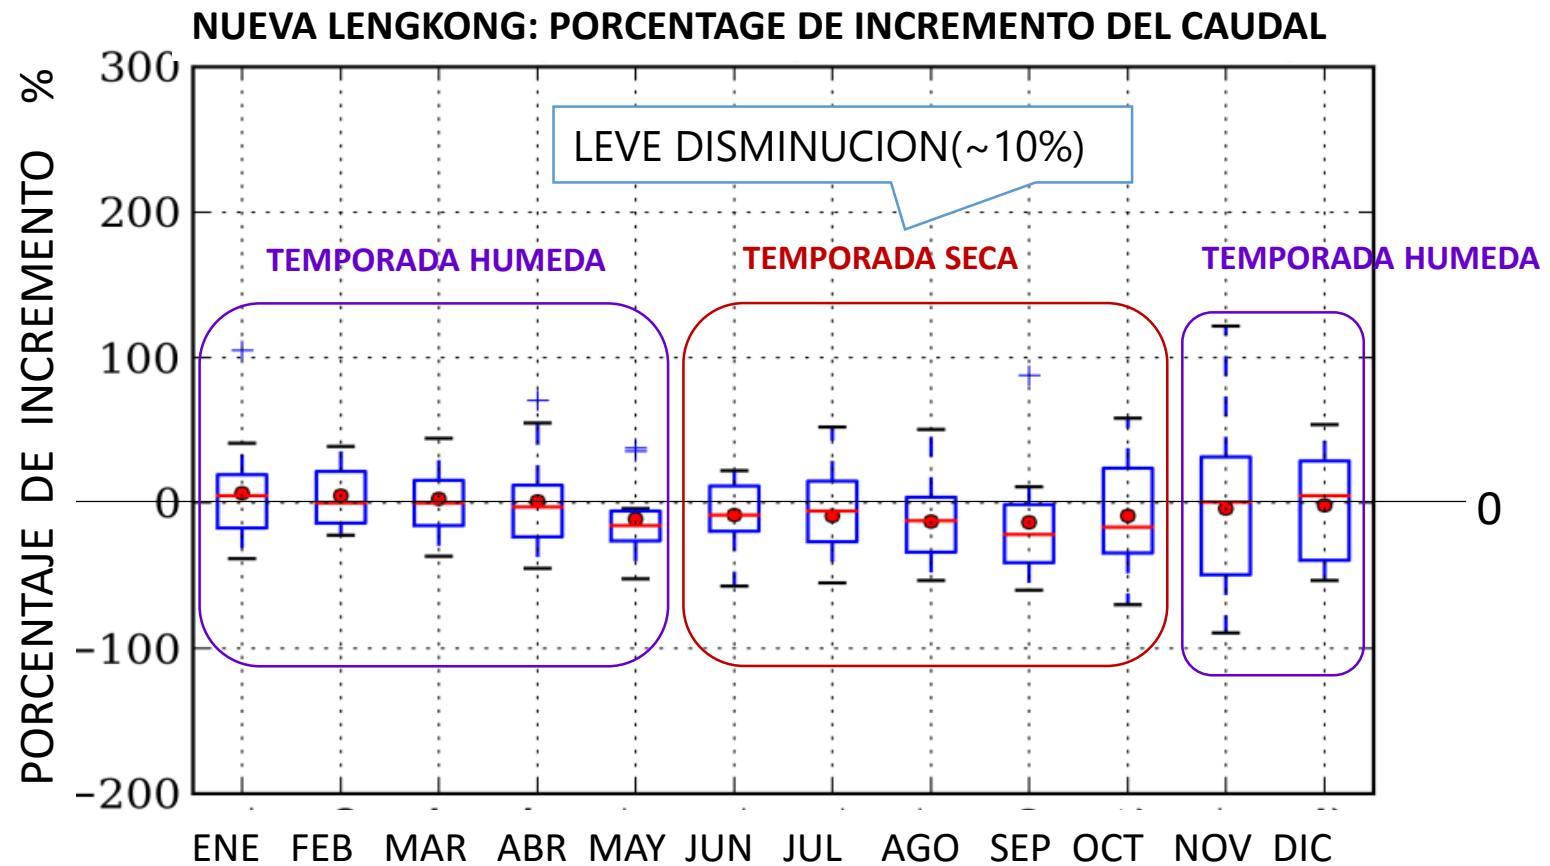 NUEVA LENGKONG: PORCENTAGE DE INCREMENTO DEL CAUDAL
PORCENTAJE DE INCREMENTO %
300
200
100
0
−100
−200
LEVE DISMINUCION(~10%)
TEMPORADA HUMEDA
TEMPORADA SECA
TEMPORADA HUMEDA
0
ENE FEB MAR ABR MAY JUN JUL AGO SEP OCT NOV DIC